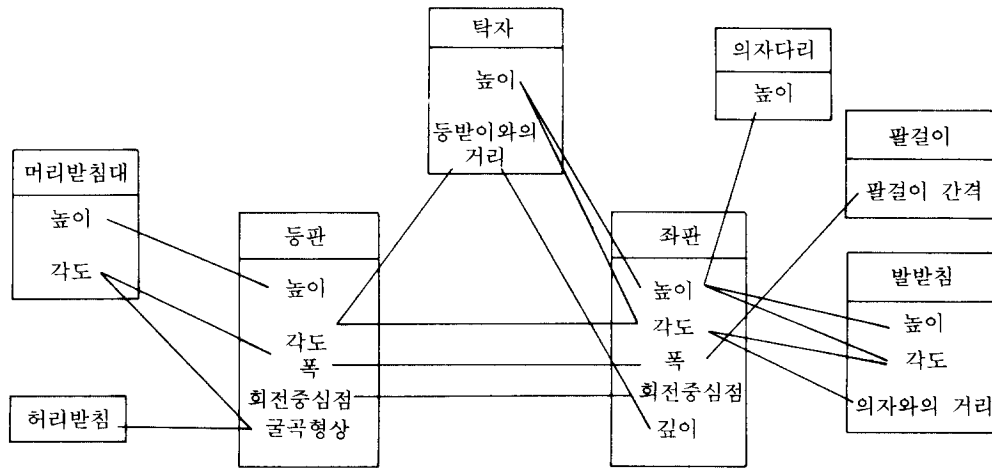 탁자
높이
등받이와의
거리
의자다리
높이
팔걸이
팔걸이 간격
머리받침대
높이
각도
등판
높이
각도
폭
회전중심점
굴곡형상
좌판
높이
각도
폭
회전중심점
깊이
발받침
높이
각도
의자와의 거리
허리받침